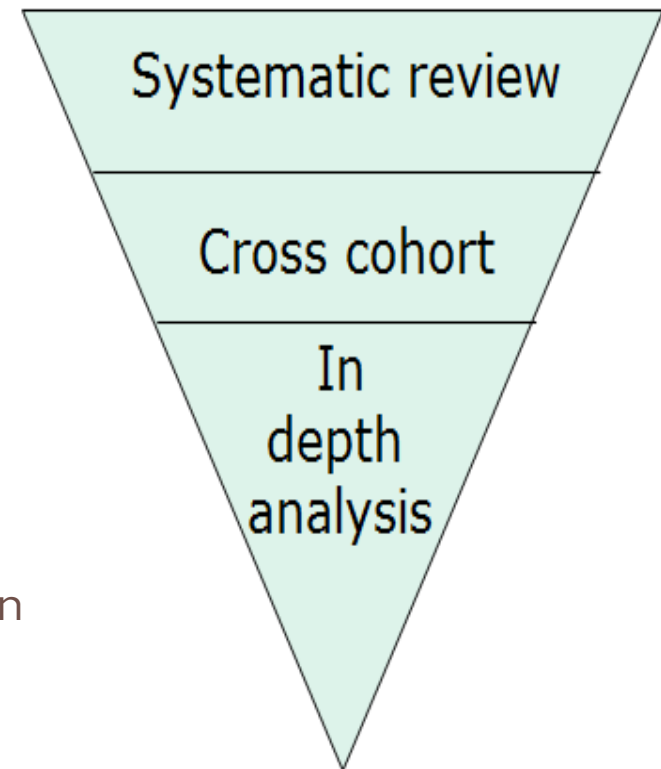 Systematic review
Cross cohort
In
depth
analysis
n